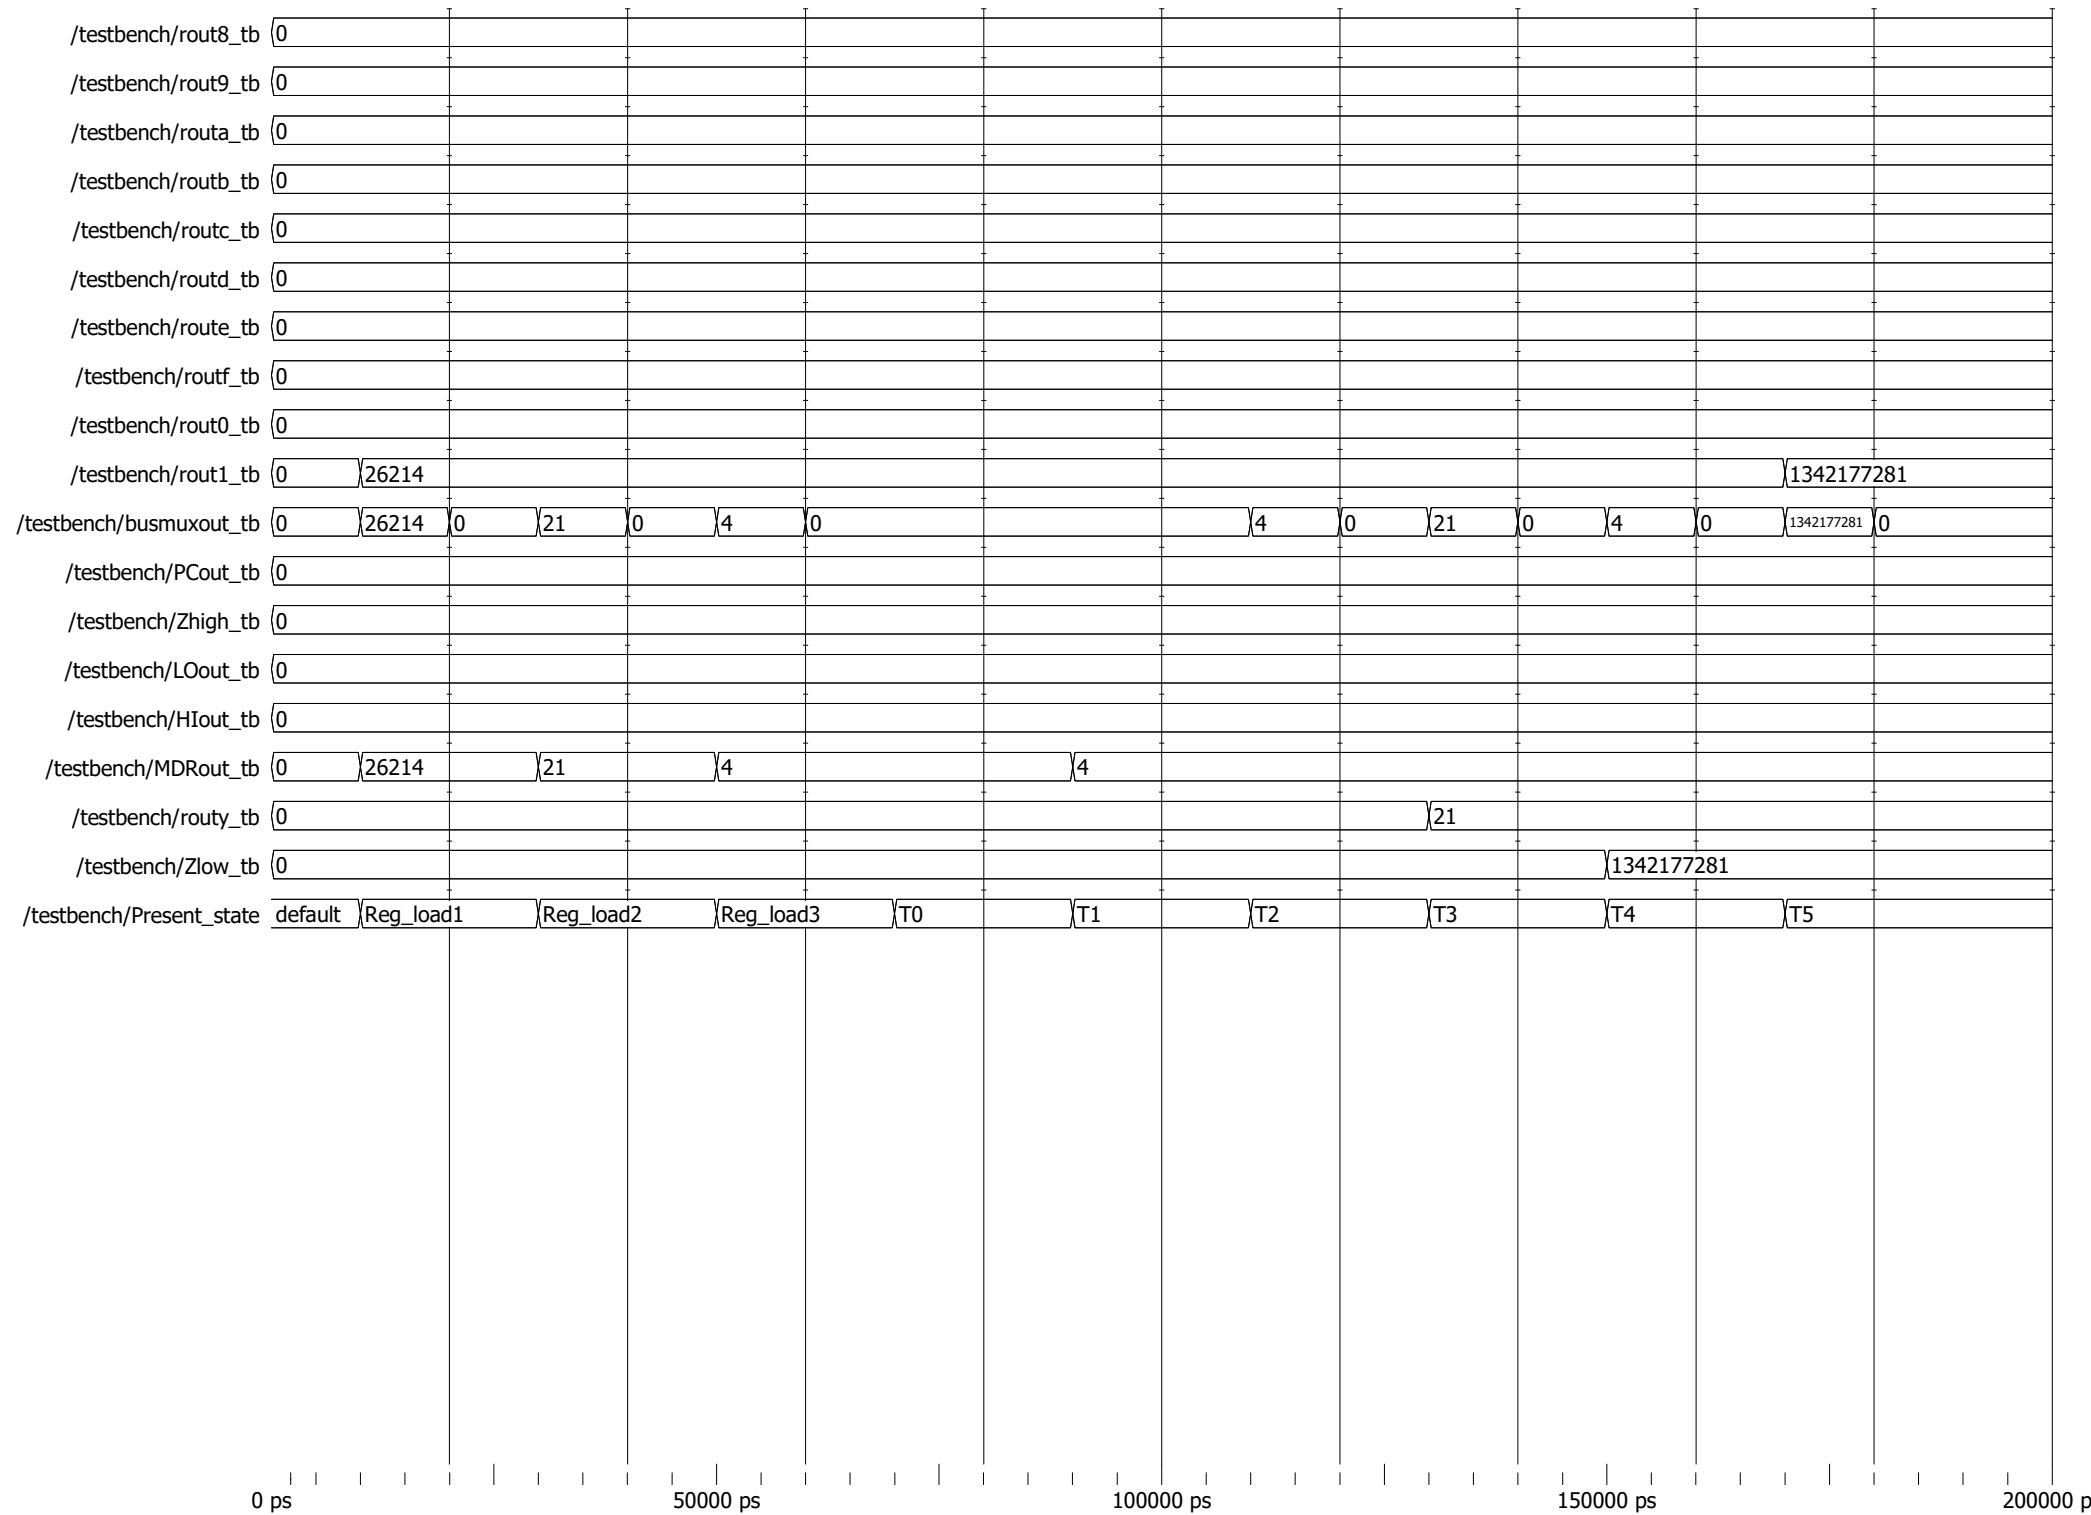 /testbench/rout8_tb 0
/testbench/rout9_tb 0
/testbench/routa_tb 0
/testbench/routb_tb 0
/testbench/routc_tb 0
/testbench/routd_tb 0
/testbench/route_tb 0
/testbench/routf_tb 0
/testbench/rout0_tb 0
/testbench/rout1_tb 0 26214 1342177281
/testbench/busmuxout_tb 0 26214 0 21 0 4 0 4 0 21 0 4 0 1342177281 0
/testbench/PCout_tb 0
/testbench/Zhigh_tb 0
/testbench/LOout_tb 0
/testbench/HIout_tb 0
/testbench/MDRout_tb 0 26214 21 4 4
/testbench/routy_tb 0 21
/testbench/Zlow_tb 0 1342177281
/testbench/Present_state default Reg_load1 Reg_load2 Reg_load3 T0 T1 T2 T3 T4 T5
0 ps 50000 ps 100000 ps 150000 ps 200000 p